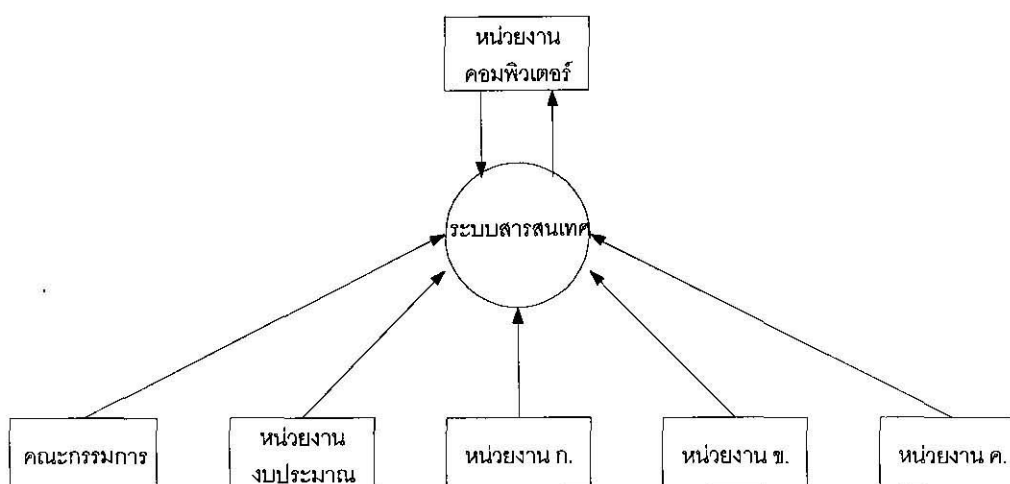 หน่วยงาน
คอมพิวเตอร์
ระบบสารสนเทศ
คณะกรรมการ
หน่วยงาน
งบประมาณ
หน่วยงาน ก.
หน่วยงาน ข.
หน่วยงาน ค.